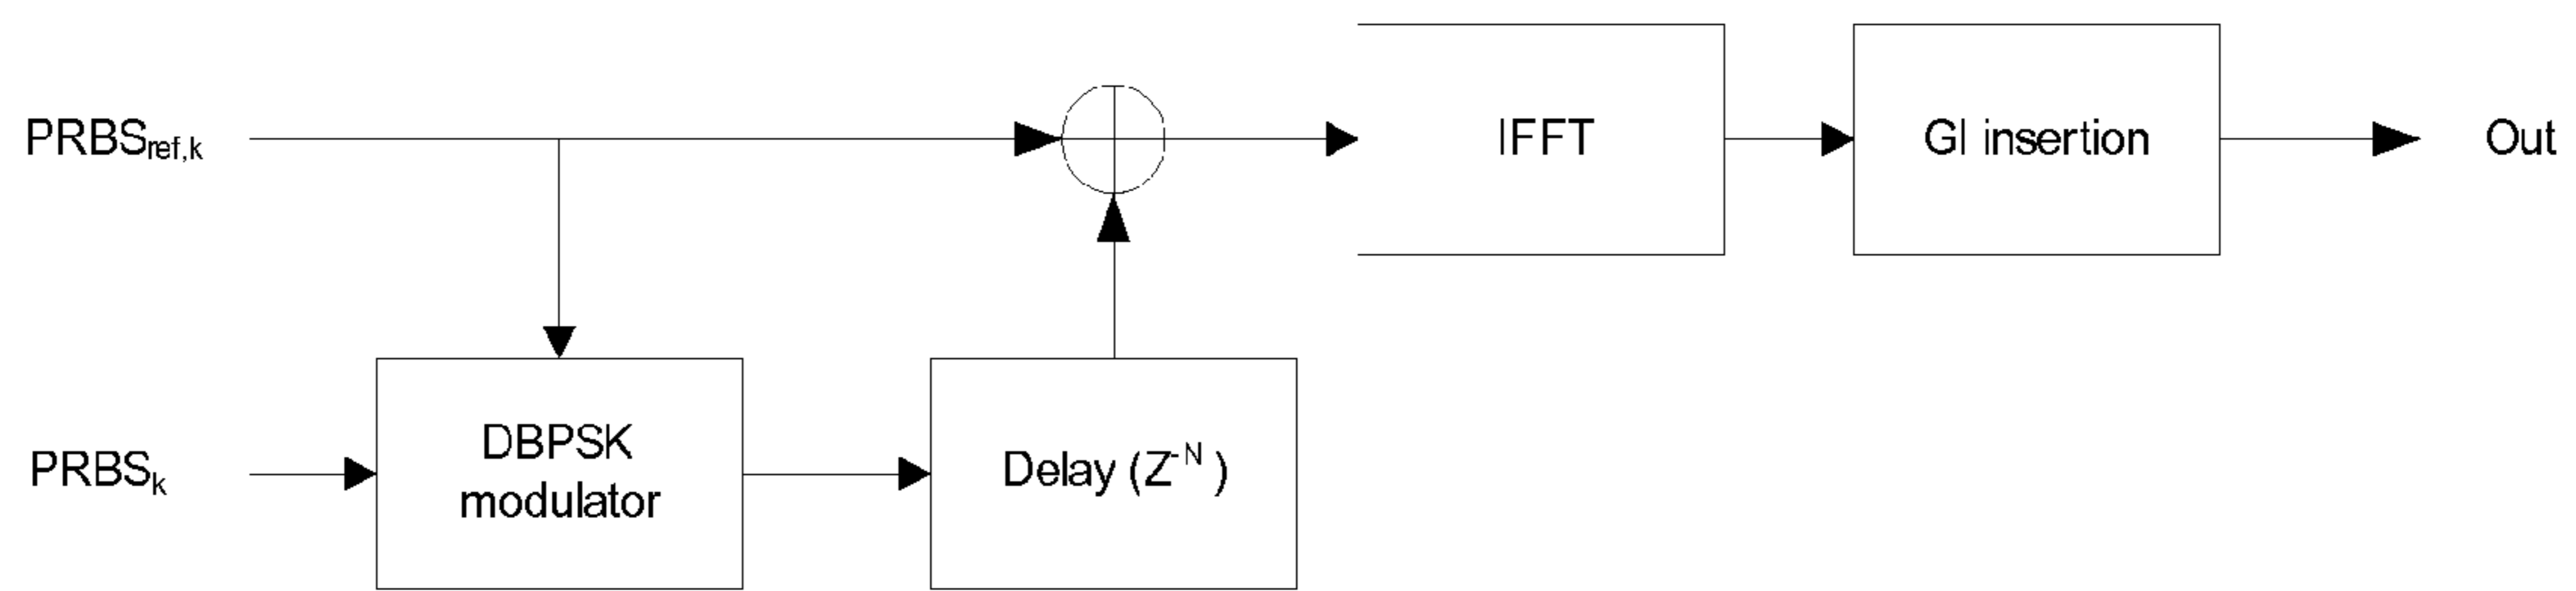 PRBSref,k
IFFT
GI insertion
Out
PRBSk
DBPSK
modulator
Delay (Z-N)